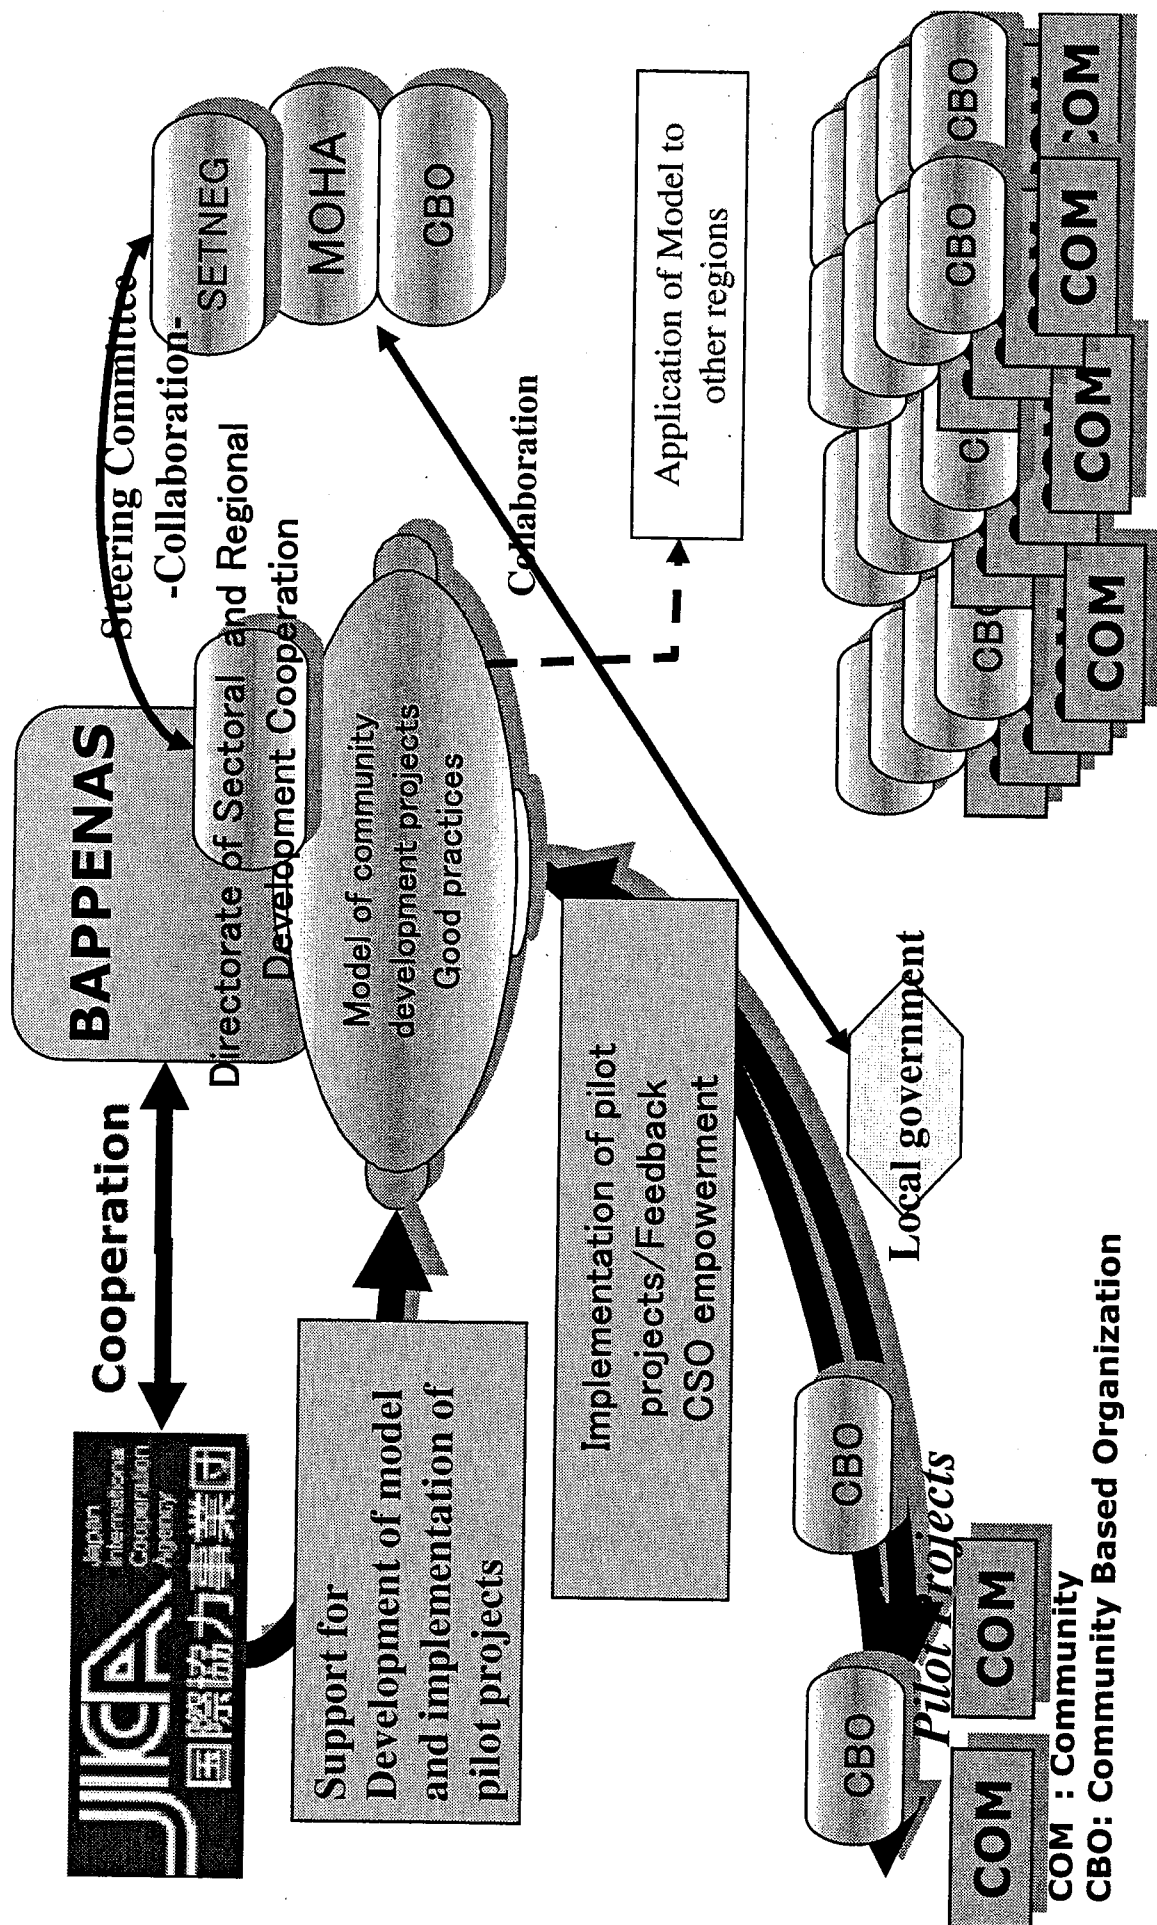 JICA
Japan
International
Cooperation
Agency
国際協力事業団
Cooperation
BAPPENAS
Directorate of Sectoral and Regional
Development Cooperation
Steering Committee
-Collaboration-
SETNEG
MOHA
CBO
Support for
Development of model
and implementation of
pilot projects
Model of community
development projects
Good practices
Collaboration
Implementation of pilot
projects/Feedback
CSO empowerment
Application of Model to
other regions
Local government
CBO
CBO
Pilot Projects
COM
COM
CBO
CBO
COM
COM
COM
COM
COM : Community
CBO: Community Based Organization